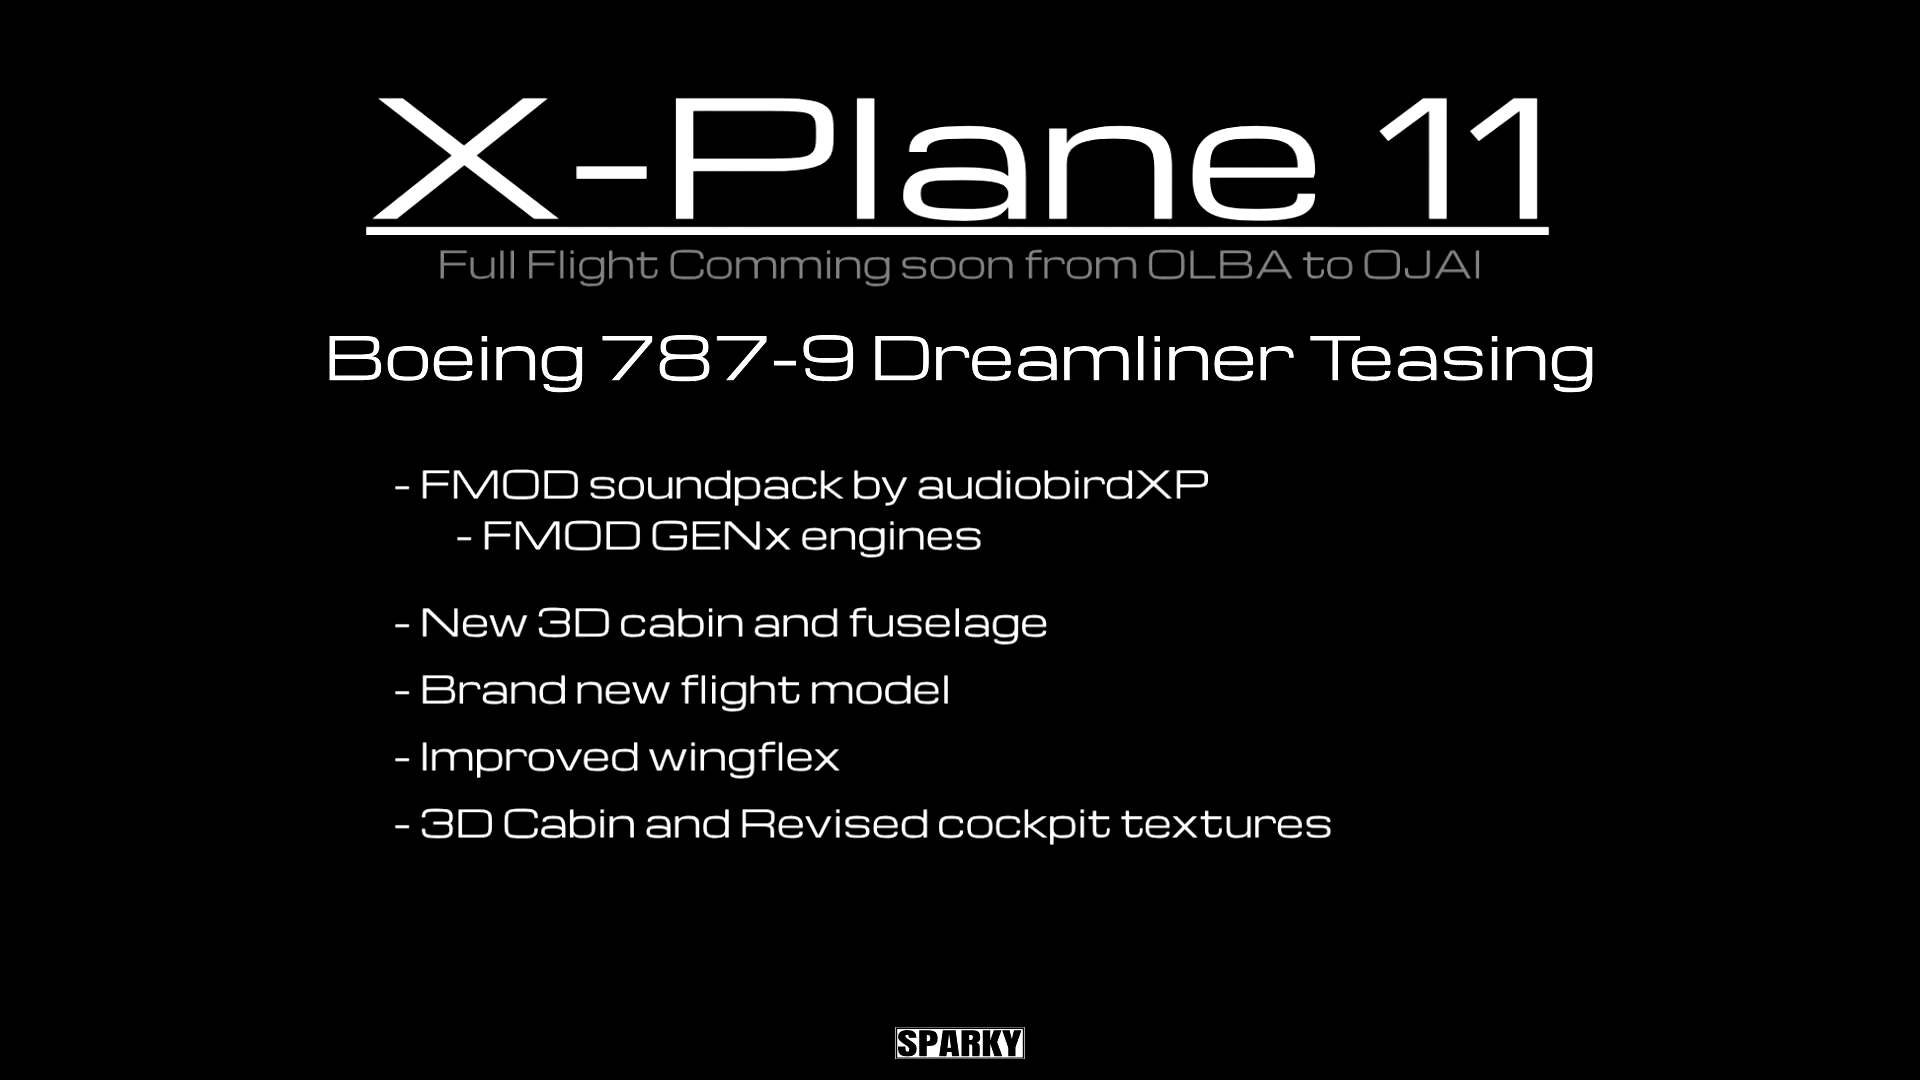 X-Plane 11
Full Flight Comming soon from OLBA to OJAI
Boeing 787-9 Dreamliner Teasing
- FMOD soundpack by audiobirdXP
- FMOD GENx engines
- New 3D cabin and fuselage
- Brand new flight model
- Improved wingflex
- 3D Cabin and Revised cockpit textures
SPARKY